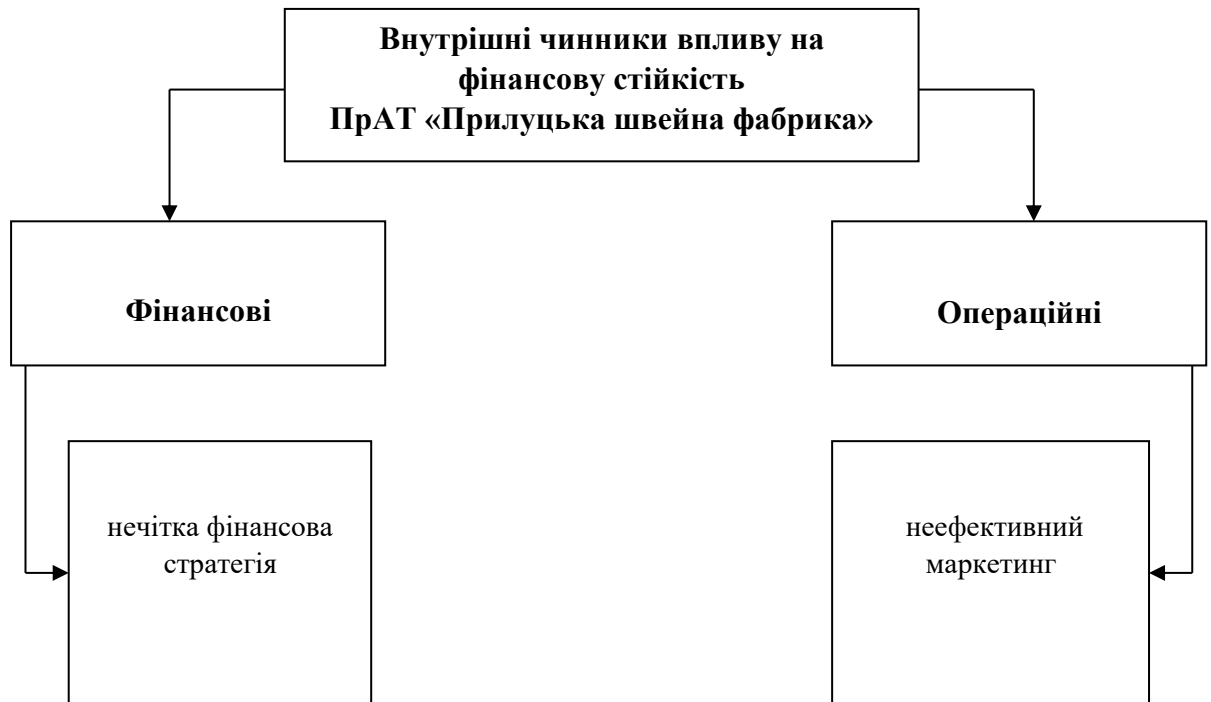 Внутрішні чинники впливу на
фінансову стійкість
ПрАТ «Прилуцька швейна фабрика»
Фінансові
Операційні
нечітка фінансова
стратегія
неефективний
маркетинг